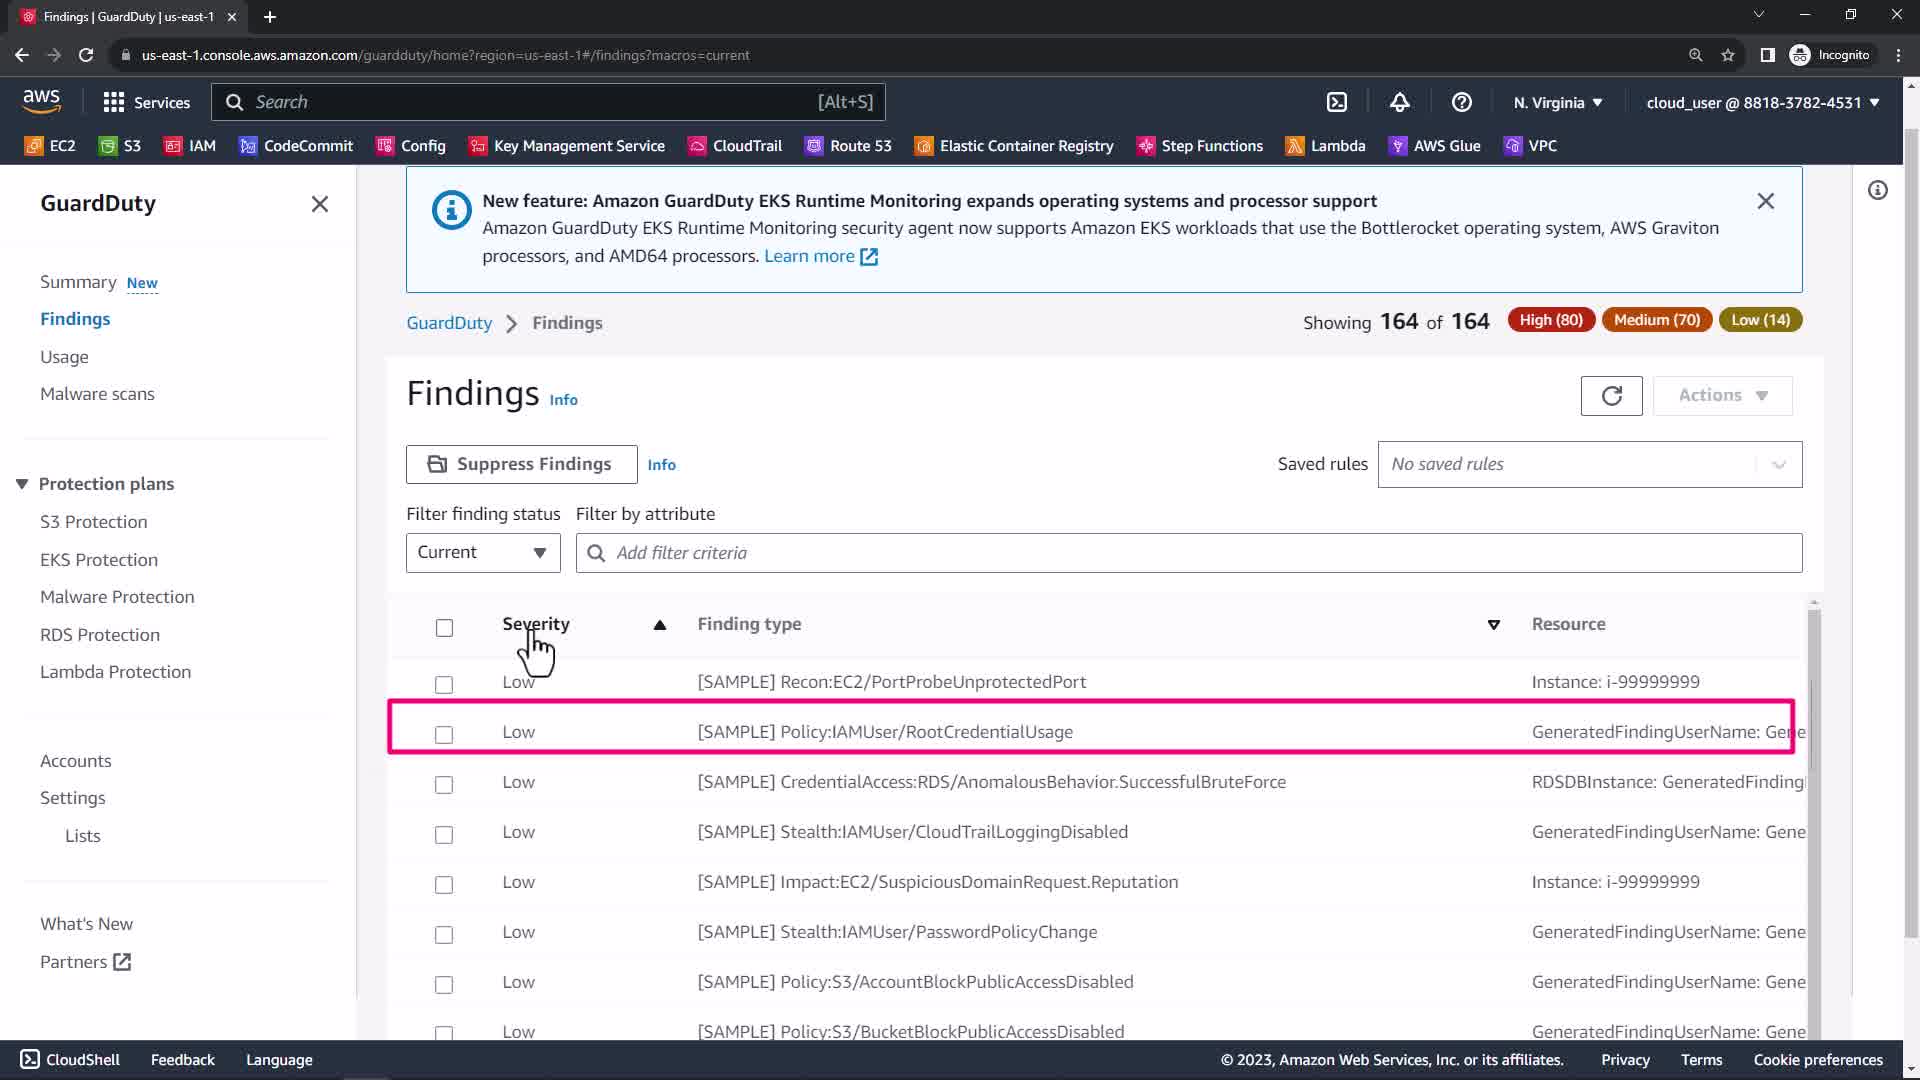 Findings | GuardDuty | us-east-1
us-east-1.console.aws.amazon.com/guardduty/home?region=us-east-1#/findings?macros=current
Incognito
aws
Services
Search
[Alt+S]
N. Virginia
cloud_user @ 8818-3782-4531
EC2 S3 IAM CodeCommit Config Key Management Service CloudTrail Route 53 Elastic Container Registry Step Functions Lambda AWS Glue VPC
GuardDuty
Summary New
Findings
Usage
Malware scans
Protection plans
S3 Protection
EKS Protection
Malware Protection
RDS Protection
Lambda Protection
Accounts
Settings
Lists
What's New
Partners
New feature: Amazon GuardDuty EKS Runtime Monitoring expands operating systems and processor support
Amazon GuardDuty EKS Runtime Monitoring security agent now supports Amazon EKS workloads that use the Bottlerocket operating system, AWS Graviton
processors, and AMD64 processors. Learn more
GuardDuty > Findings
Showing 164 of 164 High (80) Medium (70) Low (14)
Findings Info
Actions
Suppress Findings Info
Saved rules No saved rules
Filter finding status Filter by attribute
Current Add filter criteria
Severity Finding type Resource
Low [SAMPLE] Recon:EC2/PortProbeUnprotectedPort Instance: i-99999999
Low [SAMPLE] Policy:IAMUser/RootCredentialUsage GeneratedFindingUserName: Gene
Low [SAMPLE] CredentialAccess:RDS/AnomalousBehavior.SuccessfulBruteForce RDSDBInstance: GeneratedFinding
Low [SAMPLE] Stealth:IAMUser/CloudTrailLoggingDisabled GeneratedFindingUserName: Gene
Low [SAMPLE] Impact:EC2/SuspiciousDomainRequest.Reputation Instance: i-99999999
Low [SAMPLE] Stealth:IAMUser/PasswordPolicyChange GeneratedFindingUserName: Gene
Low [SAMPLE] Policy:S3/AccountBlockPublicAccessDisabled GeneratedFindingUserName: Gene
Low [SAMPLE] Policy:S3/BucketBlockPublicAccessDisabled GeneratedFindingUserName: Gene
CloudShell Feedback Language
© 2023, Amazon Web Services, Inc. or its affiliates. Privacy Terms Cookie preferences